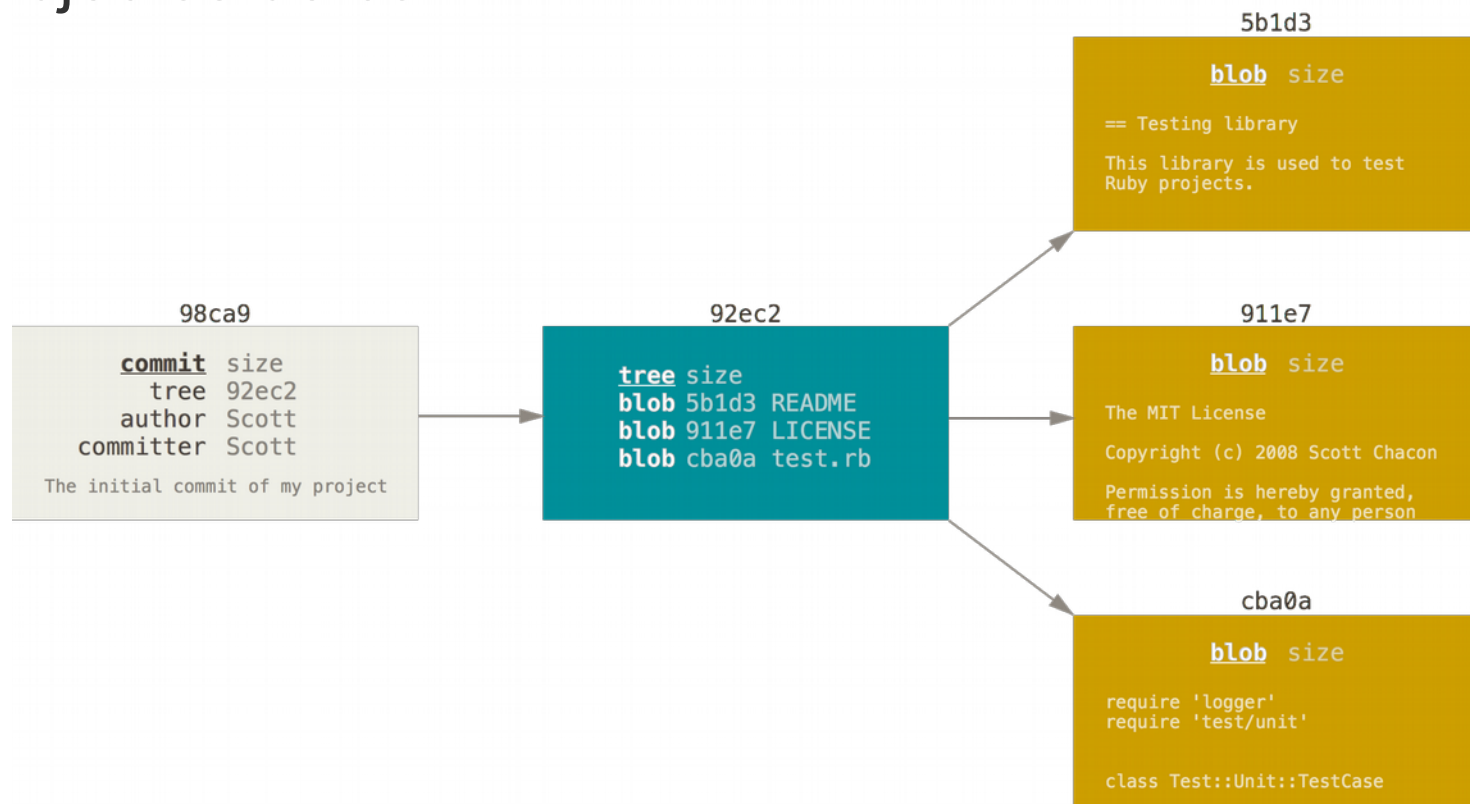 98ca9
commit size
tree 92ec2
author Scott
committer Scott
The initial commit of my project
92ec2
tree size
blob 5b1d3 README
blob 911e7 LICENSE
blob cba0a test.rb
5b1d3
blob size
== Testing library
This library is used to test
Ruby projects.
911e7
blob size
The MIT License
Copyright (c) 2008 Scott Chacon
Permission is hereby granted,
free of charge, to any person
cba0a
blob size
require 'logger'
require 'test/unit'
class Test::Unit::TestCase